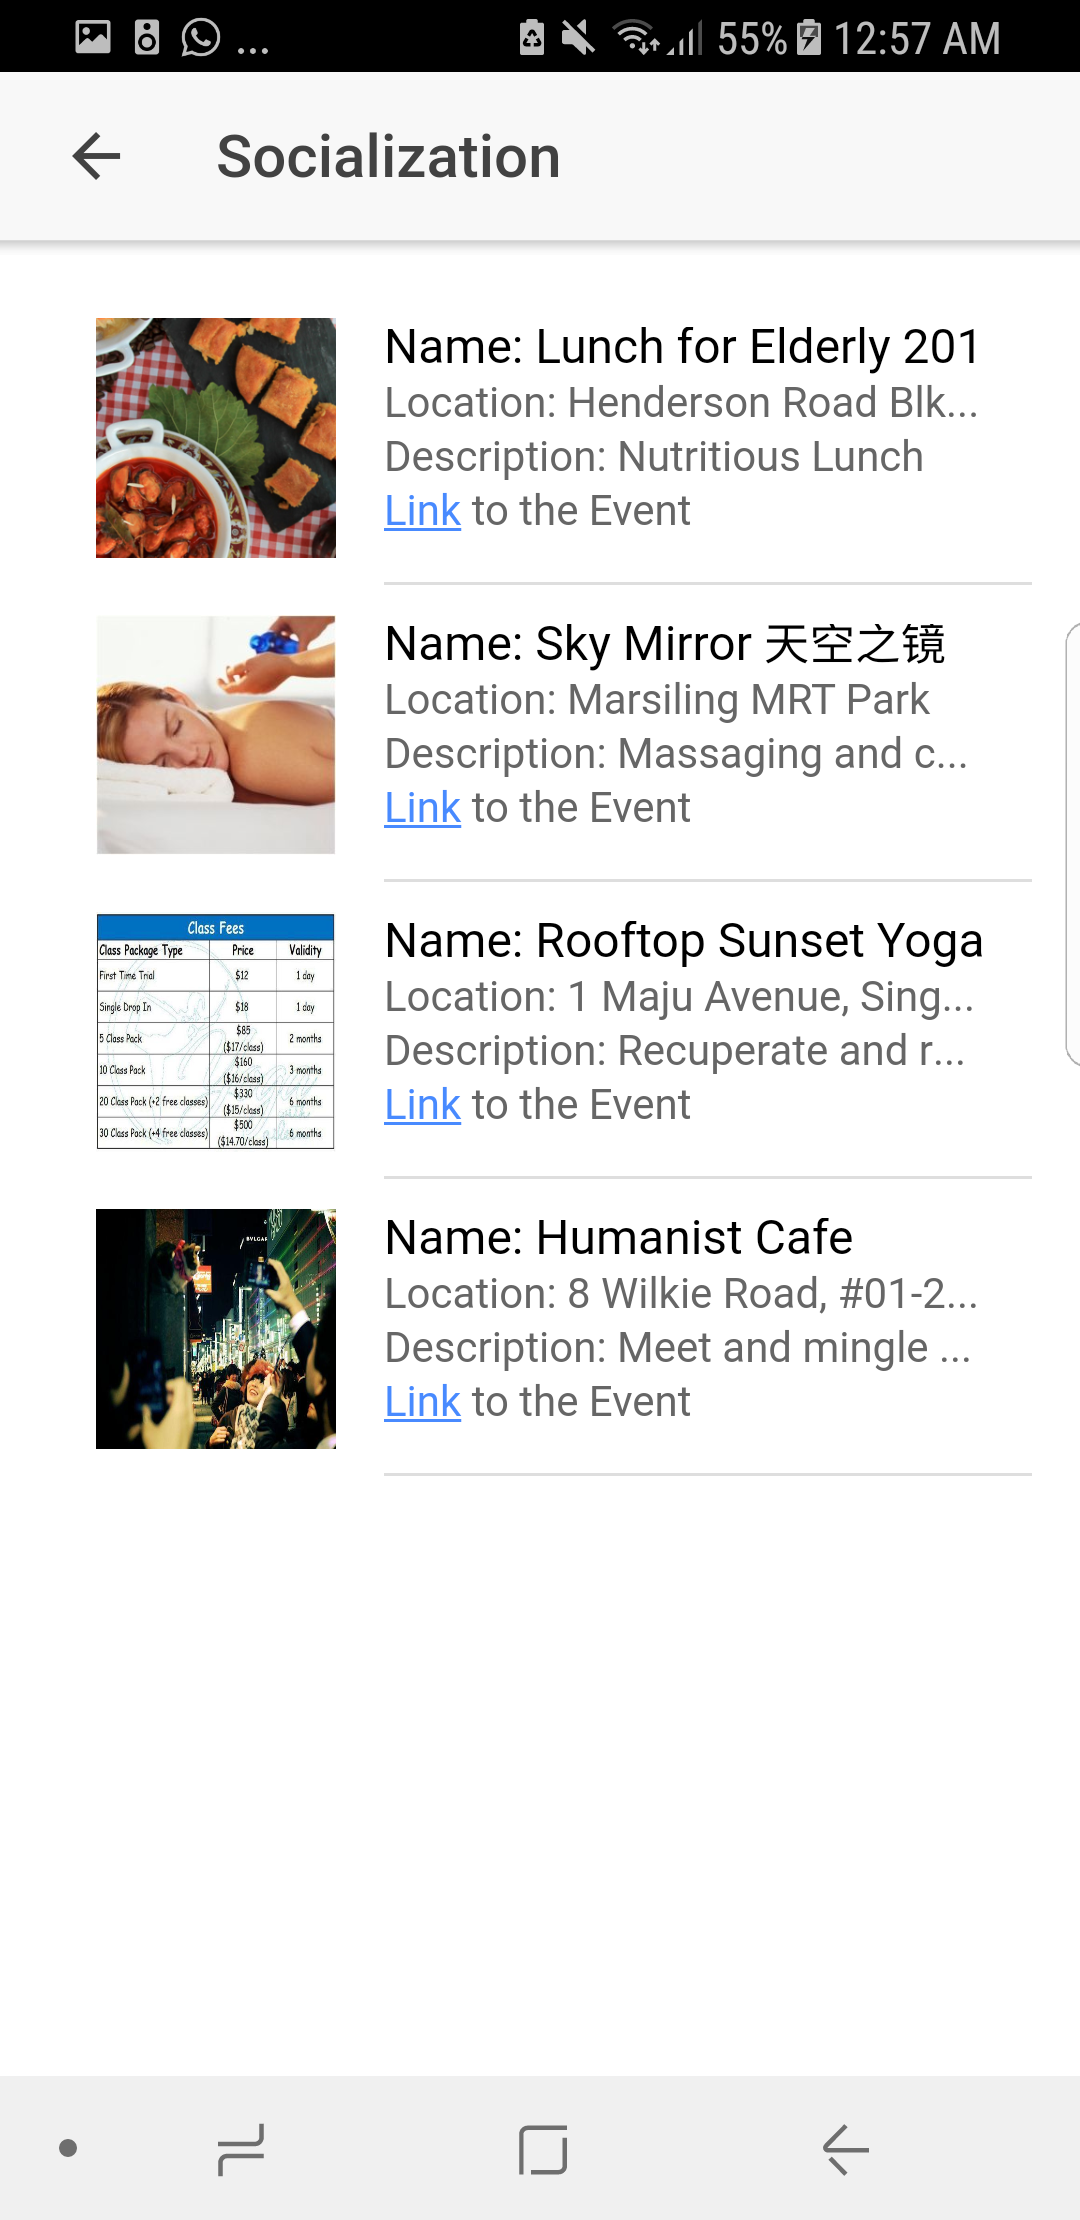 ... 55% 12:57 AM
Socialization
Name: Lunch for Elderly 201
Location: Henderson Road Blk...
Description: Nutritious Lunch
Link to the Event
Name: Sky Mirror 天空之镜
Location: Marsiling MRT Park
Description: Massaging and c...
Link to the Event
Class Fees
Class Package Type Price Validity
First Time Trial $12 1 day
Single Drop In $18 1 day
5 Class Pack $85 ($17/class) 2 months
10 Class Pack $160 ($16/class) 3 months
20 Class Pack (+2 free classes) $330 ($15/class) 6 months
30 Class Pack (+4 free classes) $500 ($14.70/class) 6 months
Name: Rooftop Sunset Yoga
Location: 1 Maju Avenue, Sing...
Description: Recuperate and r...
Link to the Event
BVLGARI
Name: Humanist Cafe
Location: 8 Wilkie Road, #01-2...
Description: Meet and mingle ...
Link to the Event